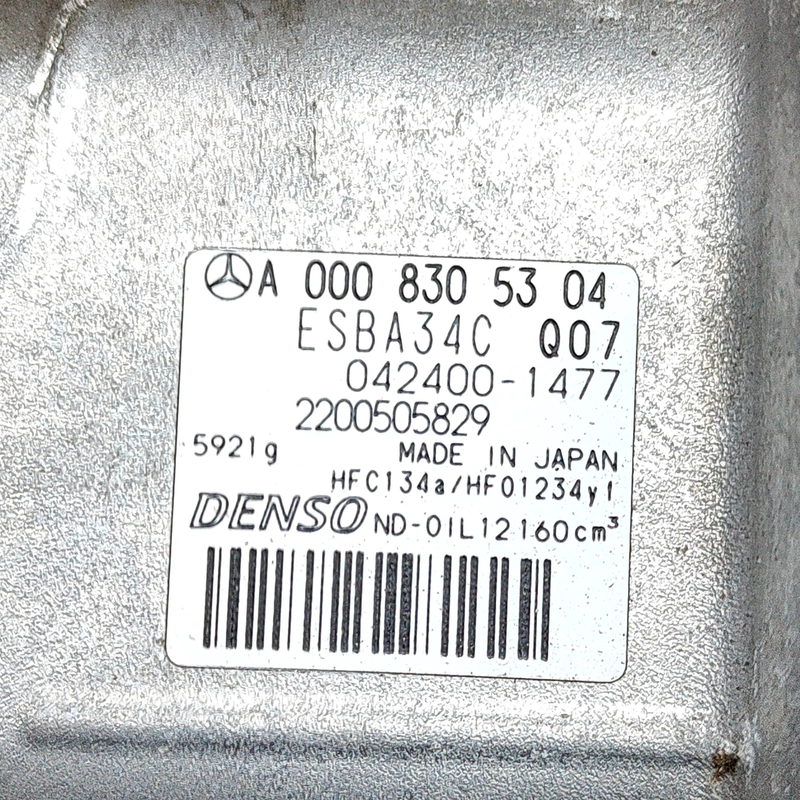 A 000 830 53 04
ESBA34C Q07
042400-1477
2200505829
5921g MADE IN JAPAN
HFC134a/HFO1234yf
DENSO ND-OIL12160cm³